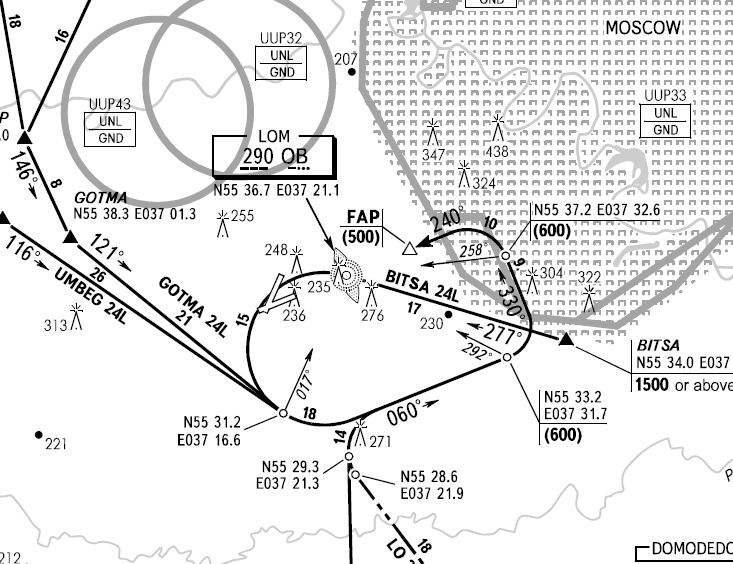 18
16
UUP32
UNL
GND
207
MOSCOW
GND
UUP43
UNL
GND
UUP33
UNL
GND
P
.0
146°
8
LOM
290 OB
N55 36.7 E037 21.1
347
438
324
GOTMA
N55 38.3 E037 01.3
255
FAP
(500)
240°
10
N55 37.2 E037 32.6
(600)
116°
121°
26
UMBEG 24L
GOTMA 24L
21
248
235
236
276
258°
9
304
322
330°
BITSA 24L
17
230
271°
292°
313
15
BITSA
N55 34.0 E037
1500 or above
N55 33.2
E037 31.7
(600)
017°
N55 31.2
E037 16.6
18
060°
14
271
221
N55 29.3
E037 21.3
N55 28.6
E037 21.9
LO
18
212
DOMODEDO